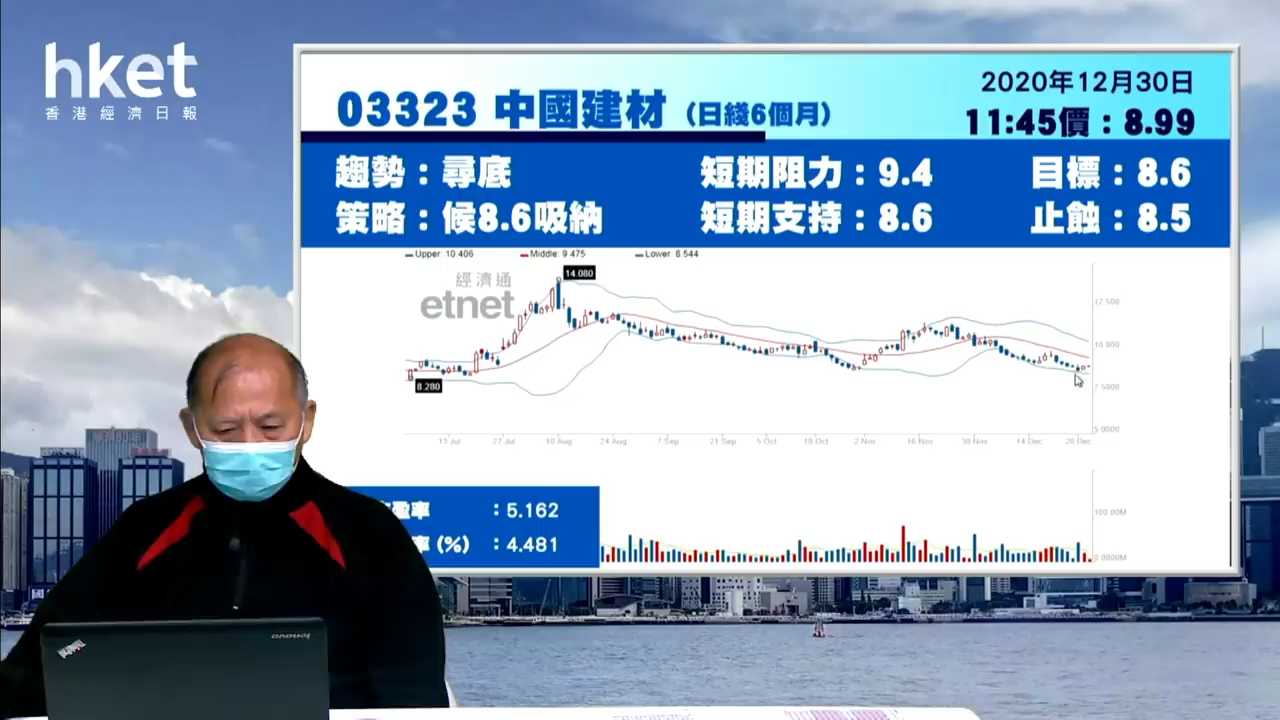 hket
香港經濟日報
03323 中國建材 (日綫6個月)
2020年12月30日
11:45價:8.99
趨勢:尋底
短期阻力:9.4
目標:8.6
策略:候8.6吸納
短期支持:8.6
止蝕:8.5
Upper: 10.406 Middle: 9.475 Lower: 8.544
經濟通
etnet
14.080
8.280
12.500
10.000
7.5000
5.0000
13 Jul 27 Jul 10 Aug 24 Aug 7 Sep 21 Sep 5 Oct 19 Oct 2 Nov 16 Nov 30 Nov 14 Dec 28 Dec
盈率 :5.162
率(%) :4.481
100.00M
0.0000M
ThinkPad
lenovo